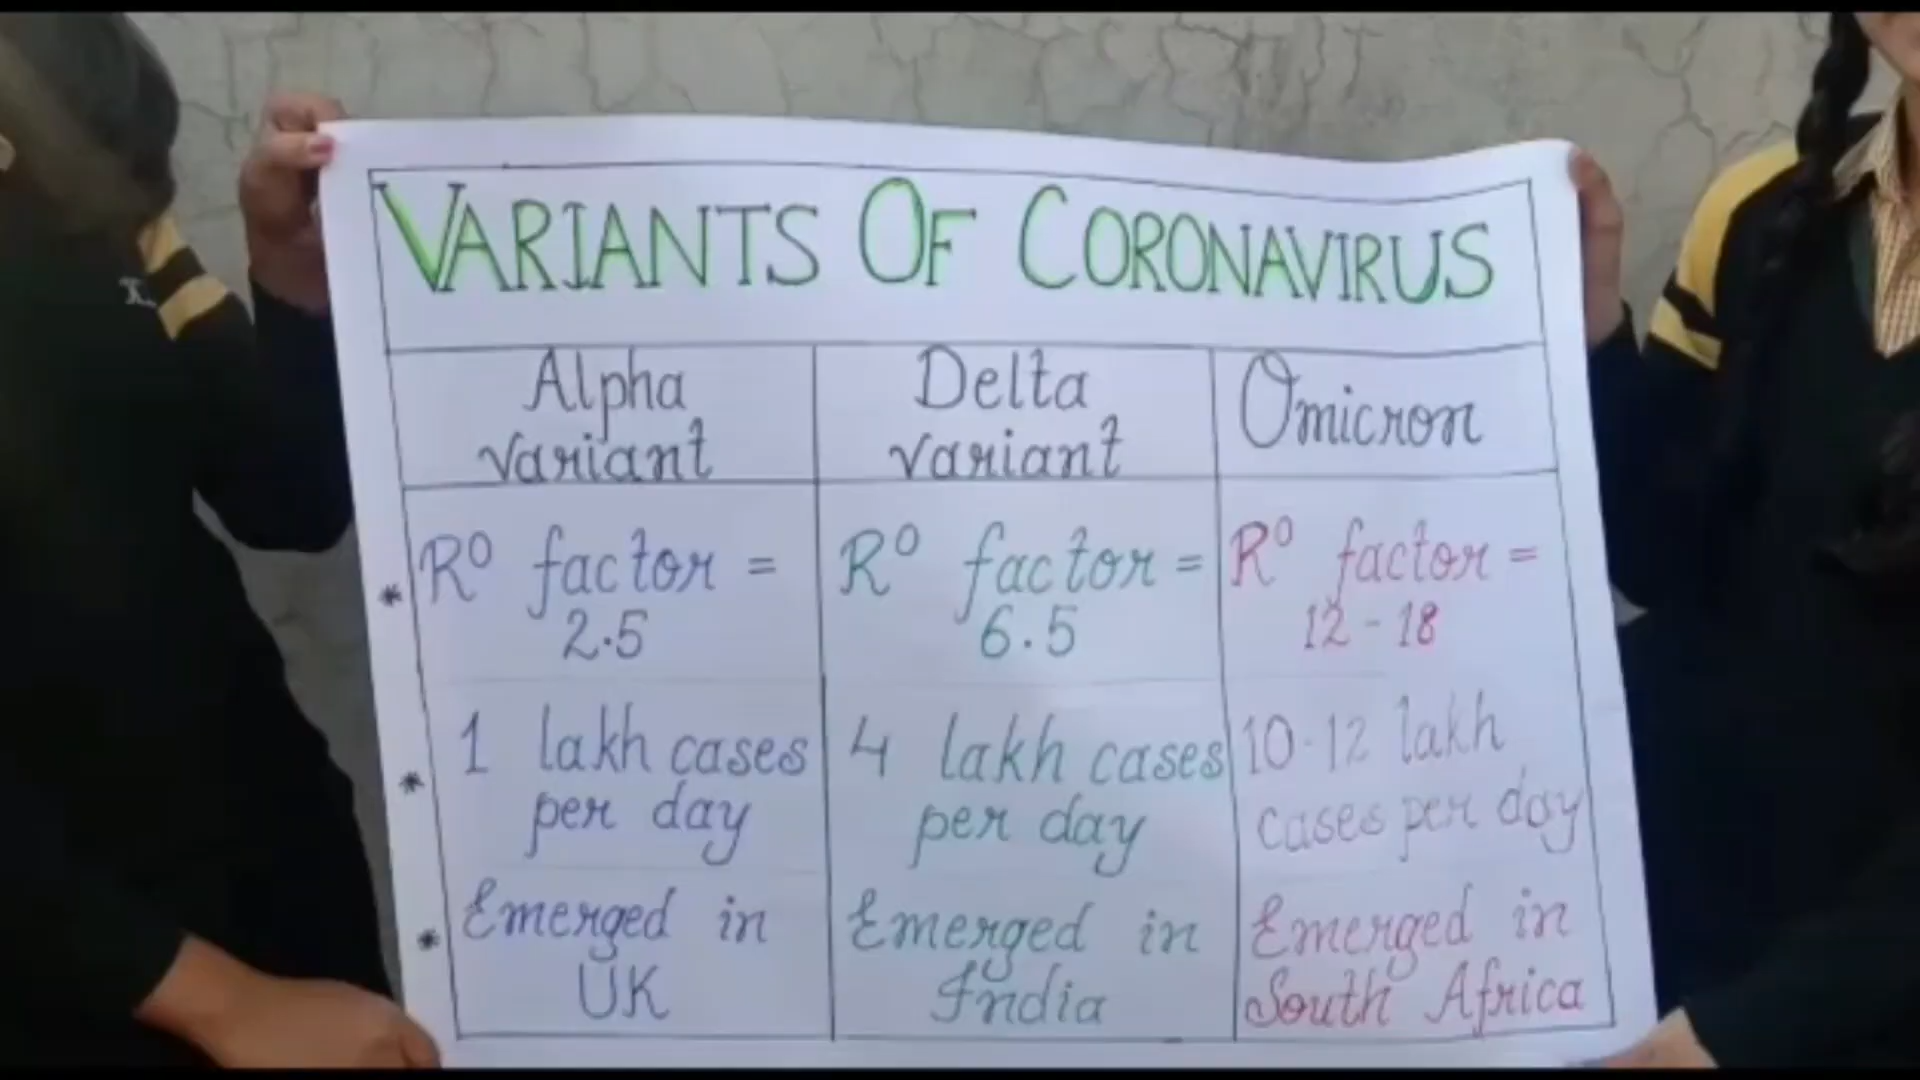 VARIANTS OF CORONAVIRUS
Alpha
variant
Delta
variant
Omicron
* R⁰ factor =
2.5
R⁰ factor =
6.5
R⁰ factor =
12-18
* 1 lakh cases
per day
4 lakh cases
per day
10-12 lakh
cases per day
* Emerged in
UK
Emerged in
India
Emerged in
South Africa